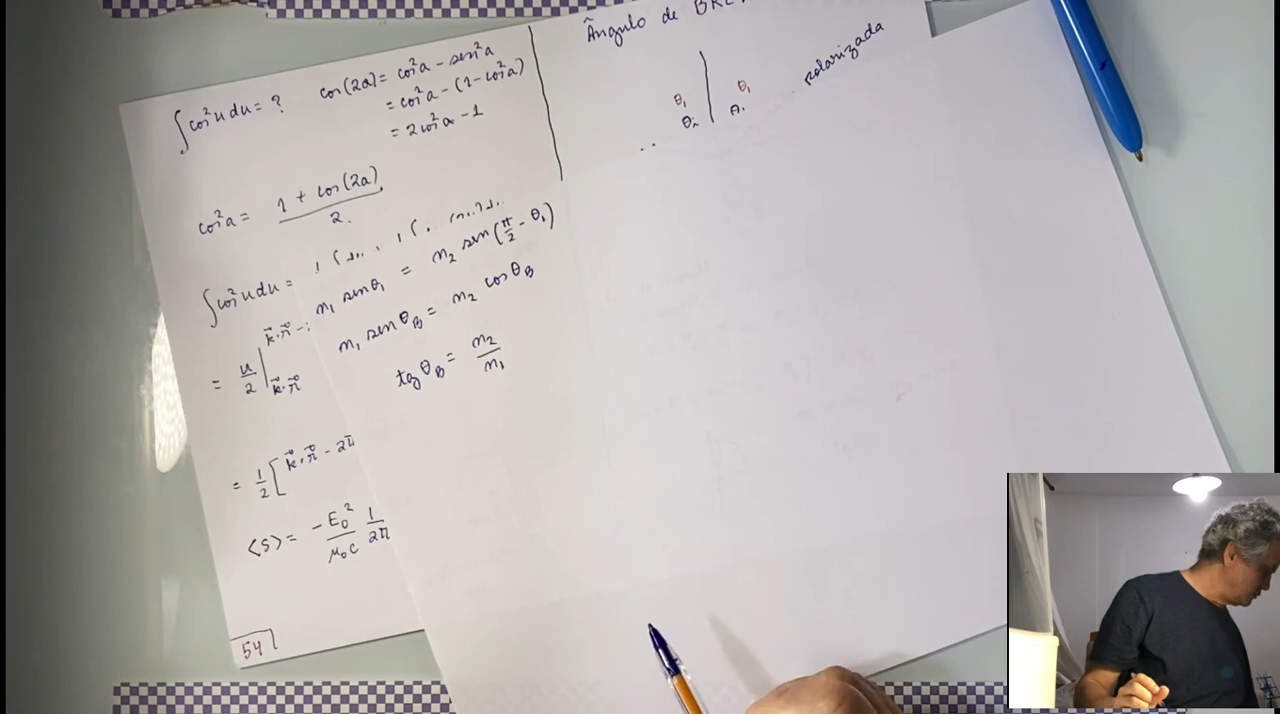 ∫cos²u du = ?
cos(2a) = cos²a - sen²a
= cos²a - (1 - cos²a)
= 2cos²a - 1
cos²a = (1 + cos(2a))/2.
∫cos²u du =
= u/2 |
k⃗·r⃗
= 1/2 [k⃗·r⃗ - 2π
⟨S⟩ = -E₀²/μ₀c 1/2π
54
Ângulo de
θ₁ θ₁
polarizada
n₁ sen θ₁ = n₂ sen(π/2 - θ₁)
n₁ sen θ_B = n₂ cos θ_B
tg θ_B = n₂/n₁